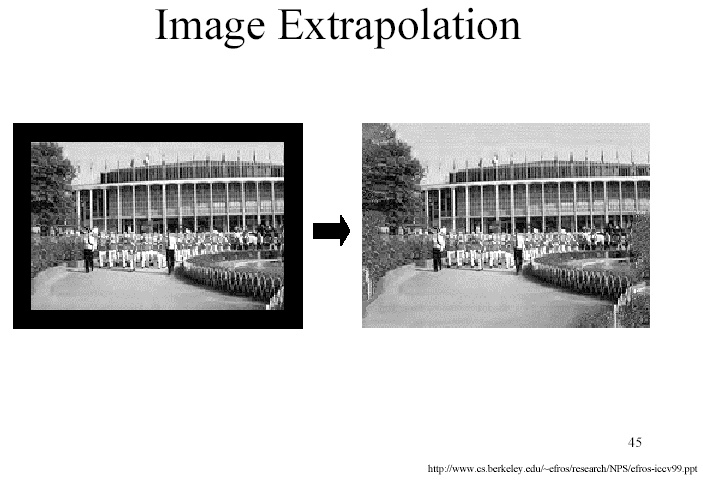 Image Extrapolation
45
http://www.cs.berkeley.edu/~efros/research/NPS/efros-iccv99.ppt